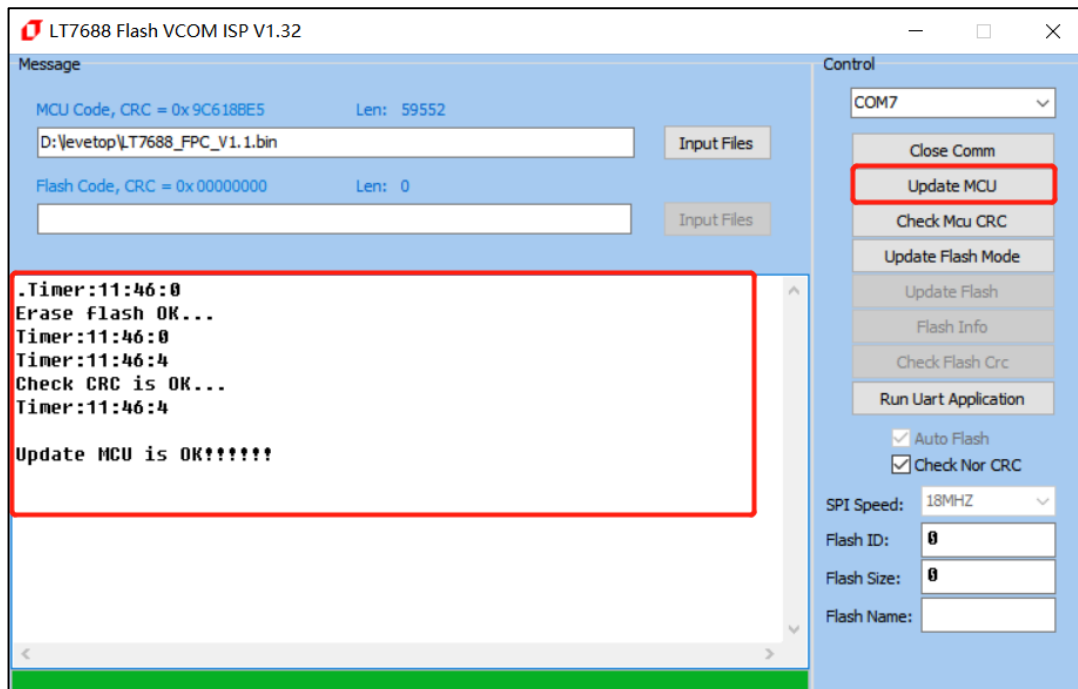 LT7688 Flash VCOM ISP V1.32
Message
MCU Code, CRC = 0x9C618BE5 Len: 59552
D:\levetop\LT7688_FPC_V1.1.bin
Input Files
Flash Code, CRC = 0x00000000 Len: 0
Input Files
.Timer:11:46:0
Erase flash OK...
Timer:11:46:0
Timer:11:46:4
Check CRC is OK...
Timer:11:46:4
Update MCU is OK!!!!!!
Control
COM7
Close Comm
Update MCU
Check Mcu CRC
Update Flash Mode
Update Flash
Flash Info
Check Flash Crc
Run Uart Application
Auto Flash
Check Nor CRC
SPI Speed: 18MHZ
Flash ID: 0
Flash Size: 0
Flash Name: